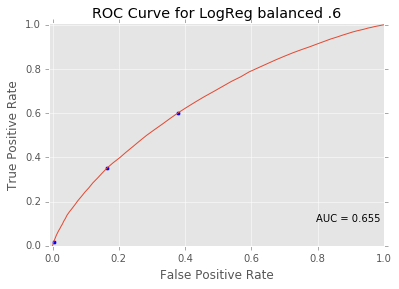 ROC Curve for LogReg balanced .6
1.0
0.8
0.6
0.4
0.2
0.0
True Positive Rate
AUC = 0.655
0.0 0.2 0.4 0.6 0.8 1.0
False Positive Rate